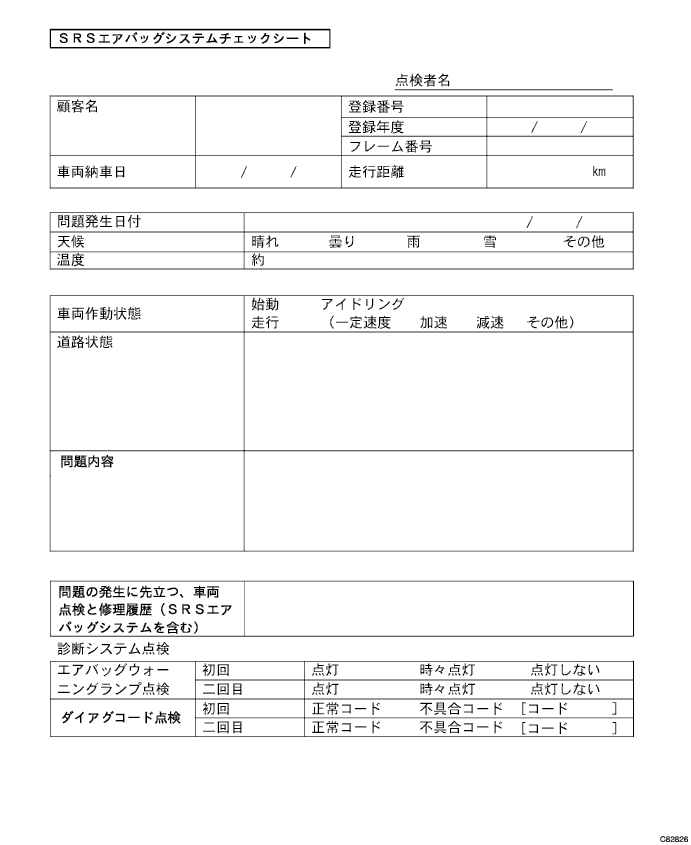 SRSエアバッグシステムチェックシート
点検者名
顧客名 登録番号
登録年度 / /
フレーム番号
車両納車日 / / 走行距離 km
問題発生日付 / /
天候 晴れ 曇り 雨 雪 その他
温度 約
車両作動状態 始動 アイドリング
走行 (一定速度 加速 減速 その他)
道路状態
問題内容
問題の発生に先立つ、車両
点検と修理履歴(SRSエア
バッグシステムを含む)
診断システム点検
エアバッグウォー 初回 点灯 時々点灯 点灯しない
ニングランプ点検 二回目 点灯 時々点灯 点灯しない
ダイアグコード点検 初回 正常コード 不具合コード [コード ]
二回目 正常コード 不具合コード [コード ]
C82826